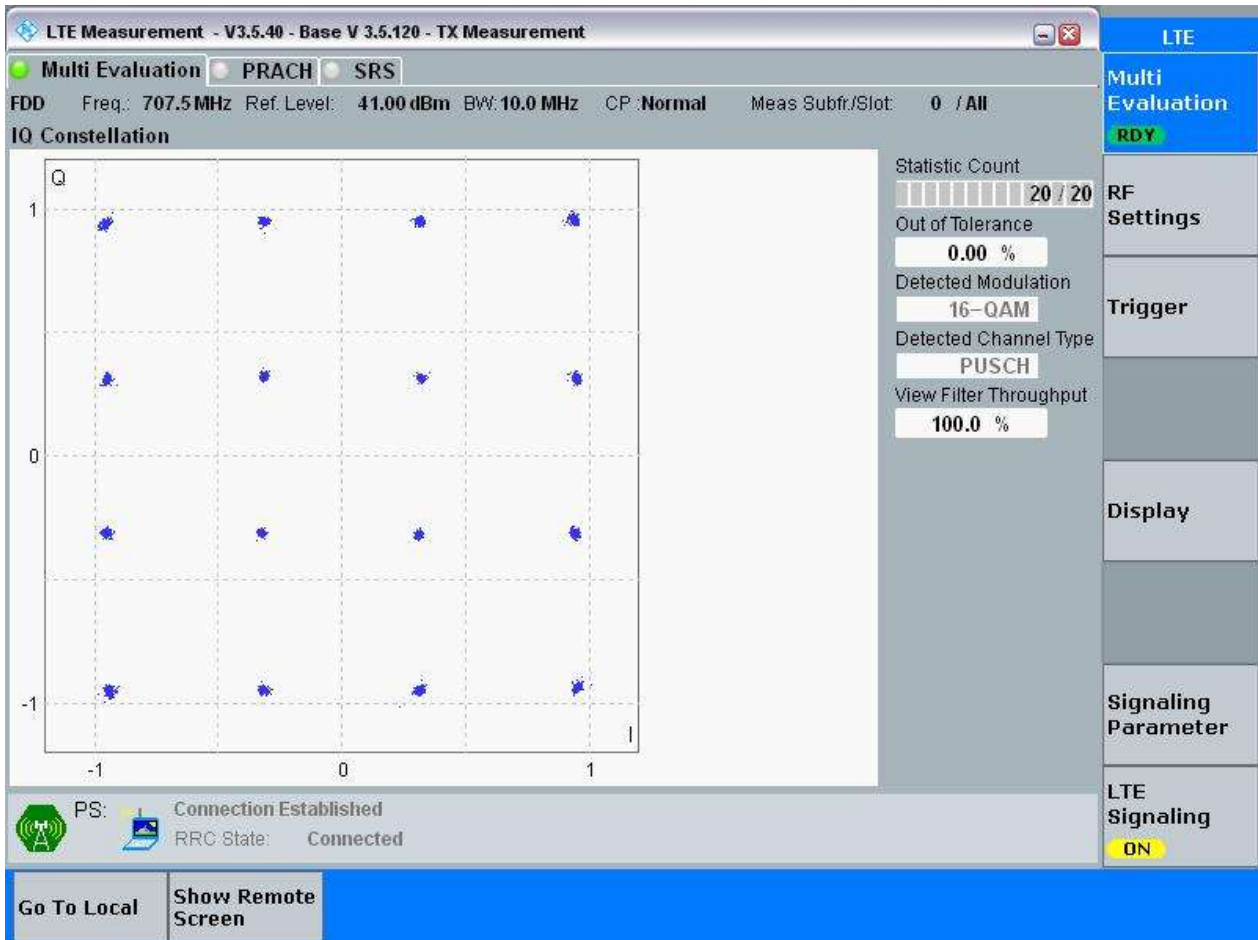 LTE Measurement - V3.5.40 - Base V 3.5.120 - TX Measurement
Multi Evaluation PRACH SRS
FDD Freq.: 707.5 MHz Ref. Level: 41.00 dBm BW: 10.0 MHz CP :Normal Meas Subfr./Slot: 0 / All
IQ Constellation
Q
1
0
-1
I
-1 0 1
Statistic Count
20 / 20
Out of Tolerance
0.00 %
Detected Modulation
16-QAM
Detected Channel Type
PUSCH
View Filter Throughput
100.0 %
PS: Connection Established
RRC State: Connected
LTE
Multi
Evaluation
RDY
RF
Settings
Trigger
Display
Signaling
Parameter
LTE
Signaling
ON
Go To Local
Show Remote
Screen